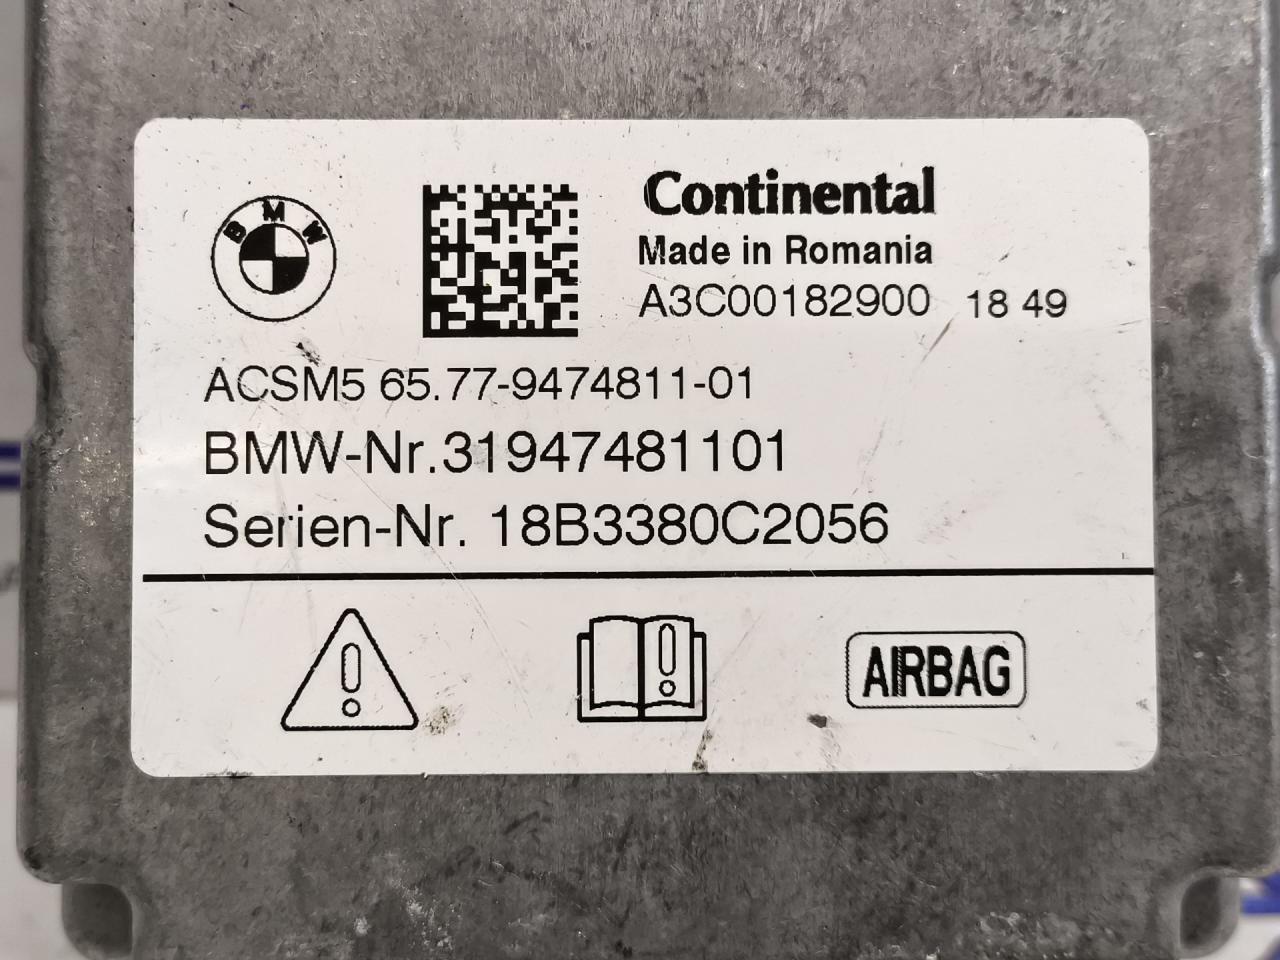 BMW
Continental
Made in Romania
A3C00182900 18 49
ACSM5 65.77-9474811-01
BMW-Nr.31947481101
Serien-Nr. 18B3380C2056
AIRBAG